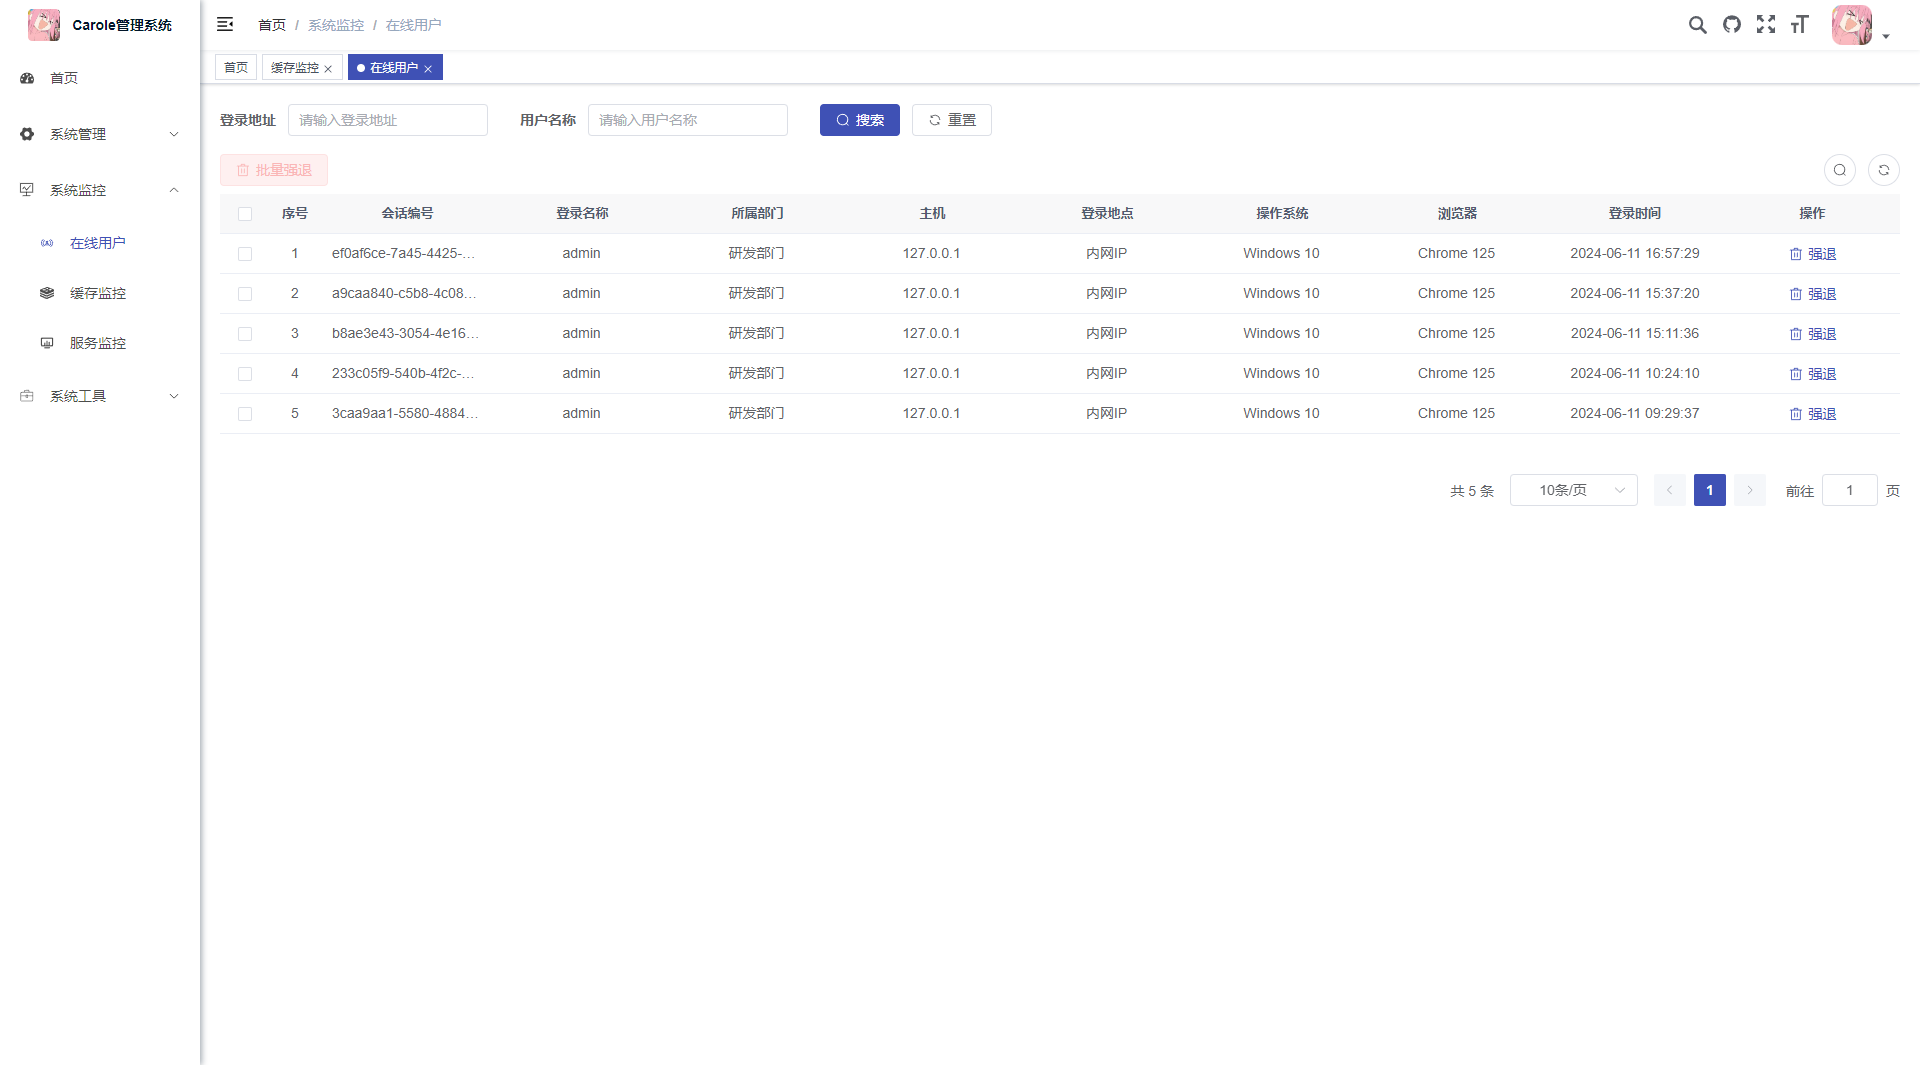 Carole管理系统
首页
系统管理
系统监控
在线用户
缓存监控
服务监控
系统工具
首页 / 系统监控 / 在线用户
首页 缓存监控 在线用户
登录地址 请输入登录地址 用户名称 请输入用户名称 搜索 重置
批量强退
序号 会话编号 登录名称 所属部门 主机 登录地点 操作系统 浏览器 登录时间 操作
1 ef0af6ce-7a45-4425-... admin 研发部门 127.0.0.1 内网IP Windows 10 Chrome 125 2024-06-11 16:57:29 强退
2 a9caa840-c5b8-4c08... admin 研发部门 127.0.0.1 内网IP Windows 10 Chrome 125 2024-06-11 15:37:20 强退
3 b8ae3e43-3054-4e16... admin 研发部门 127.0.0.1 内网IP Windows 10 Chrome 125 2024-06-11 15:11:36 强退
4 233c05f9-540b-4f2c-... admin 研发部门 127.0.0.1 内网IP Windows 10 Chrome 125 2024-06-11 10:24:10 强退
5 3caa9aa1-5580-4884... admin 研发部门 127.0.0.1 内网IP Windows 10 Chrome 125 2024-06-11 09:29:37 强退
共 5 条 10条/页 1 前往 1 页